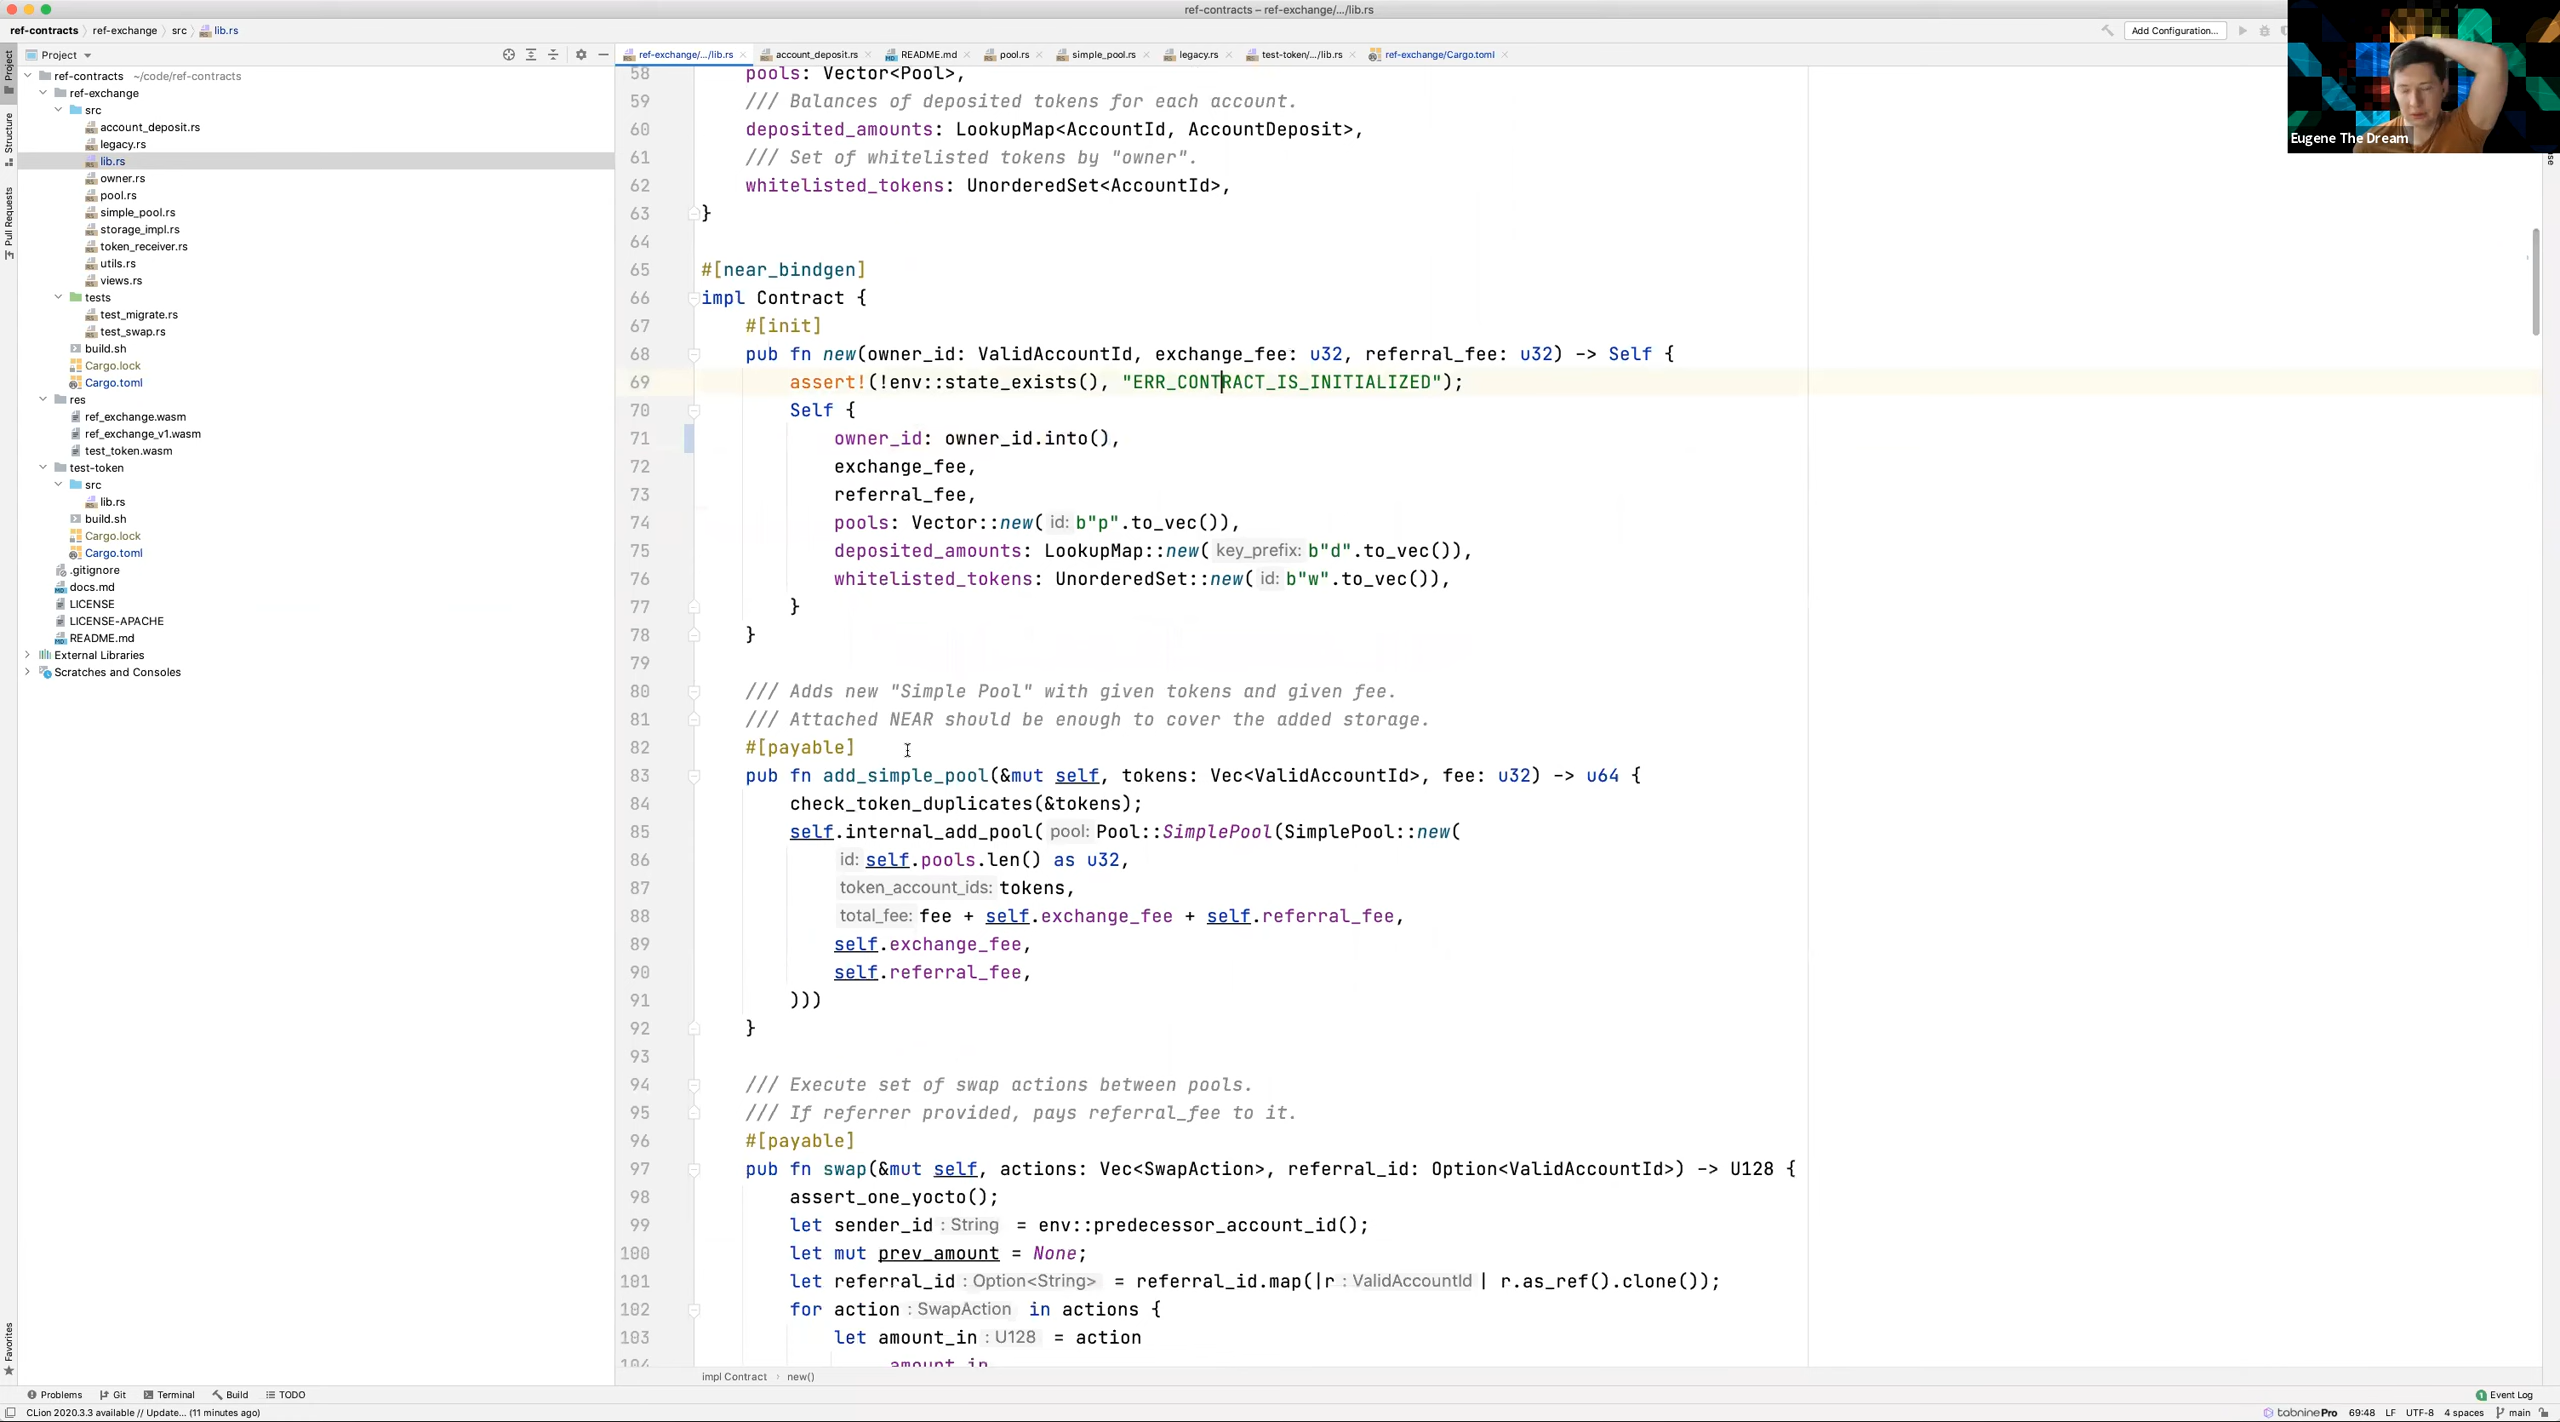 ref-contracts – ref-exchange/.../lib.rs
ref-contracts › ref-exchange › src › lib.rs
Add Configuration...
Project
ref-exchange/.../lib.rs
account_deposit.rs
README.md
pool.rs
simple_pool.rs
legacy.rs
test-token/.../lib.rs
ref-exchange/Cargo.toml
Project
Structure
Pull Requests
Favorites
ref-contracts ~/code/ref-contracts
ref-exchange
src
account_deposit.rs
legacy.rs
lib.rs
owner.rs
pool.rs
simple_pool.rs
storage_impl.rs
token_receiver.rs
utils.rs
views.rs
tests
test_migrate.rs
test_swap.rs
build.sh
Cargo.lock
Cargo.toml
res
ref_exchange.wasm
ref_exchange_v1.wasm
test_token.wasm
test-token
src
lib.rs
build.sh
Cargo.lock
Cargo.toml
.gitignore
docs.md
LICENSE
LICENSE-APACHE
README.md
External Libraries
Scratches and Consoles
58 pools: Vector<Pool>,
59 /// Balances of deposited tokens for each account.
60 deposited_amounts: LookupMap<AccountId, AccountDeposit>,
61 /// Set of whitelisted tokens by "owner".
62 whitelisted_tokens: UnorderedSet<AccountId>,
63 }
64
65 #[near_bindgen]
66 impl Contract {
67 #[init]
68 pub fn new(owner_id: ValidAccountId, exchange_fee: u32, referral_fee: u32) -> Self {
69 assert!(!env::state_exists(), "ERR_CONTRACT_IS_INITIALIZED");
70 Self {
71 owner_id: owner_id.into(),
72 exchange_fee,
73 referral_fee,
74 pools: Vector::new( id: b"p".to_vec()),
75 deposited_amounts: LookupMap::new( key_prefix: b"d".to_vec()),
76 whitelisted_tokens: UnorderedSet::new( id: b"w".to_vec()),
77 }
78 }
79
80 /// Adds new "Simple Pool" with given tokens and given fee.
81 /// Attached NEAR should be enough to cover the added storage.
82 #[payable]
83 pub fn add_simple_pool(&mut self, tokens: Vec<ValidAccountId>, fee: u32) -> u64 {
84 check_token_duplicates(&tokens);
85 self.internal_add_pool( pool: Pool::SimplePool(SimplePool::new(
86 id: self.pools.len() as u32,
87 token_account_ids: tokens,
88 total_fee: fee + self.exchange_fee + self.referral_fee,
89 self.exchange_fee,
90 self.referral_fee,
91 )))
92 }
93
94 /// Execute set of swap actions between pools.
95 /// If referrer provided, pays referral_fee to it.
96 #[payable]
97 pub fn swap(&mut self, actions: Vec<SwapAction>, referral_id: Option<ValidAccountId>) -> U128 {
98 assert_one_yocto();
99 let sender_id : String = env::predecessor_account_id();
100 let mut prev_amount = None;
101 let referral_id : Option<String> = referral_id.map(|r : ValidAccountId | r.as_ref().clone());
102 for action : SwapAction in actions {
103 let amount_in : U128 = action
104 .amount_in
impl Contract › new()
Eugene The Dream
Problems
Git
Terminal
Build
TODO
1 Event Log
CLion 2020.3.3 available // Update... (11 minutes ago)
tabnine Pro 69:48 LF UTF-8 4 spaces main